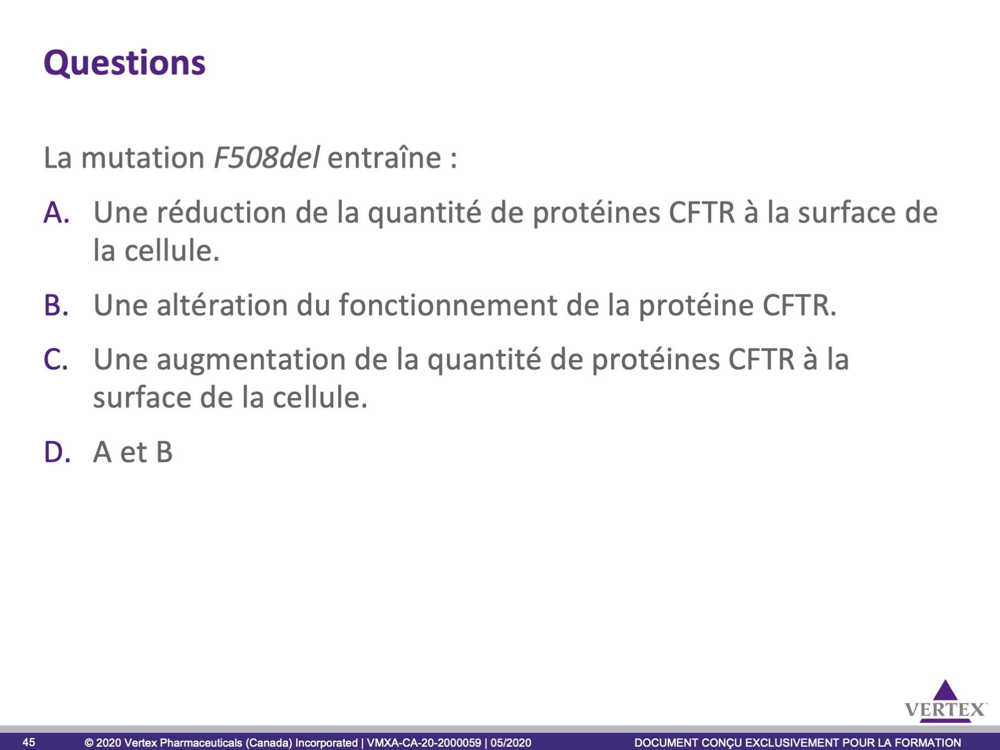 Questions
La mutation F508del entraîne :
A. Une réduction de la quantité de protéines CFTR à la surface de
la cellule.
B. Une altération du fonctionnement de la protéine CFTR.
C. Une augmentation de la quantité de protéines CFTR à la
surface de la cellule.
D. A et B
VERTEX
45 © 2020 Vertex Pharmaceuticals (Canada) Incorporated | VMXA-CA-20-2000059 | 05/2020 DOCUMENT CONÇU EXCLUSIVEMENT POUR LA FORMATION